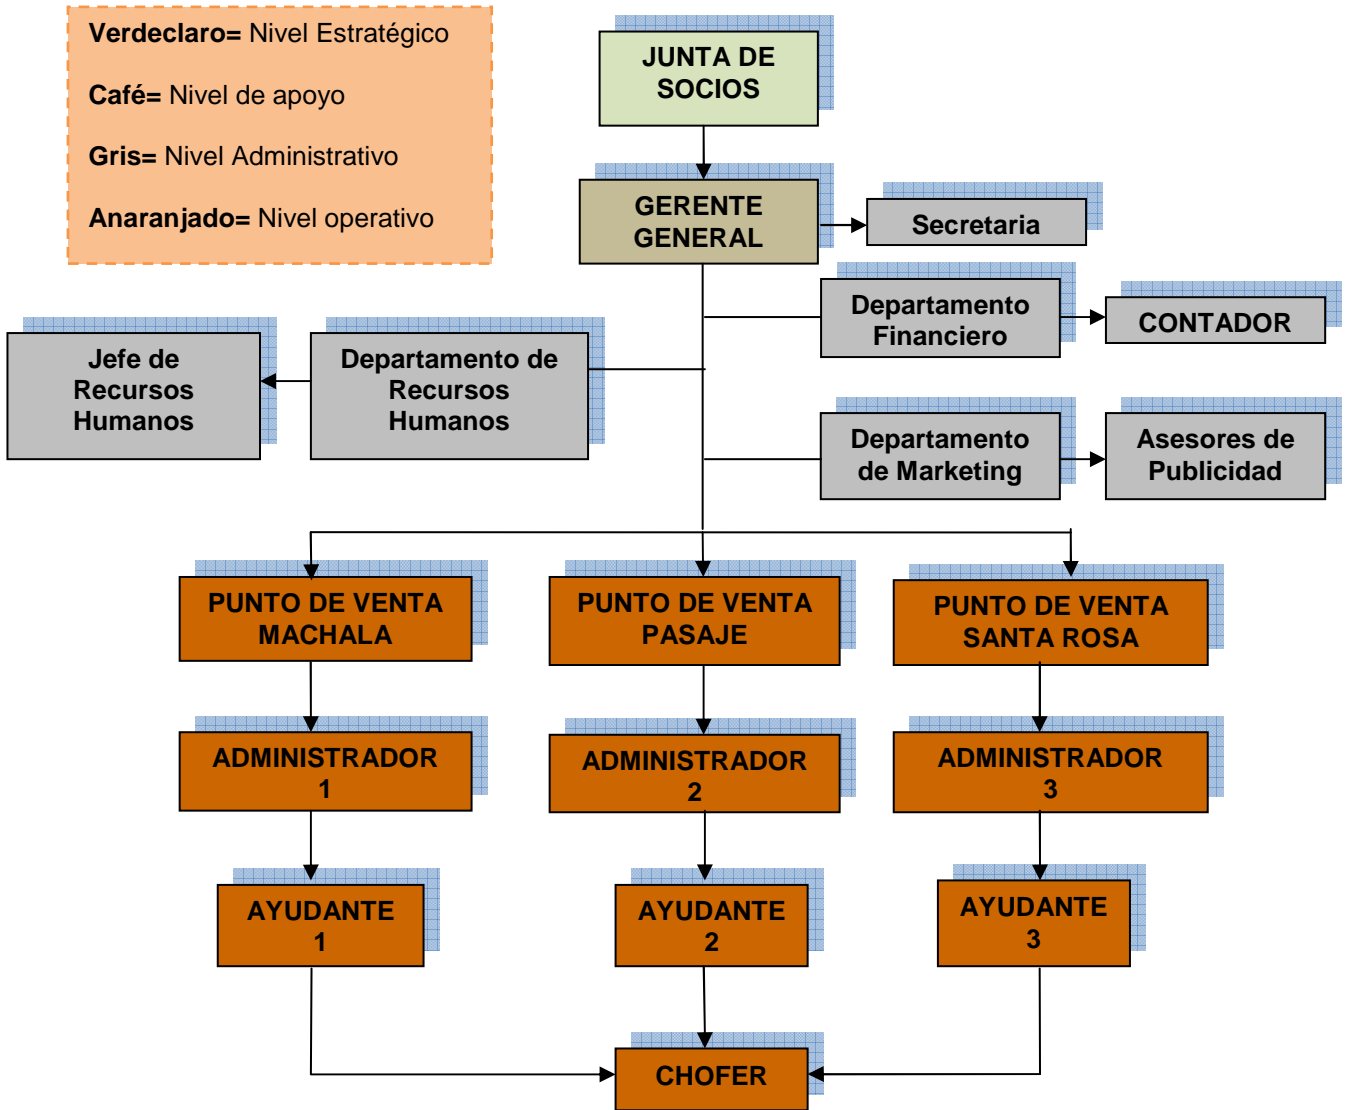 Verdeclaro= Nivel Estratégico
Café= Nivel de apoyo
Gris= Nivel Administrativo
Anaranjado= Nivel operativo
JUNTA DE
SOCIOS
GERENTE
GENERAL
Secretaria
Departamento
Financiero
CONTADOR
Jefe de
Recursos
Humanos
Departamento de
Recursos
Humanos
Departamento
de Marketing
Asesores de
Publicidad
PUNTO DE VENTA
MACHALA
PUNTO DE VENTA
PASAJE
PUNTO DE VENTA
SANTA ROSA
ADMINISTRADOR
1
ADMINISTRADOR
2
ADMINISTRADOR
3
AYUDANTE
1
AYUDANTE
2
AYUDANTE
3
CHOFER